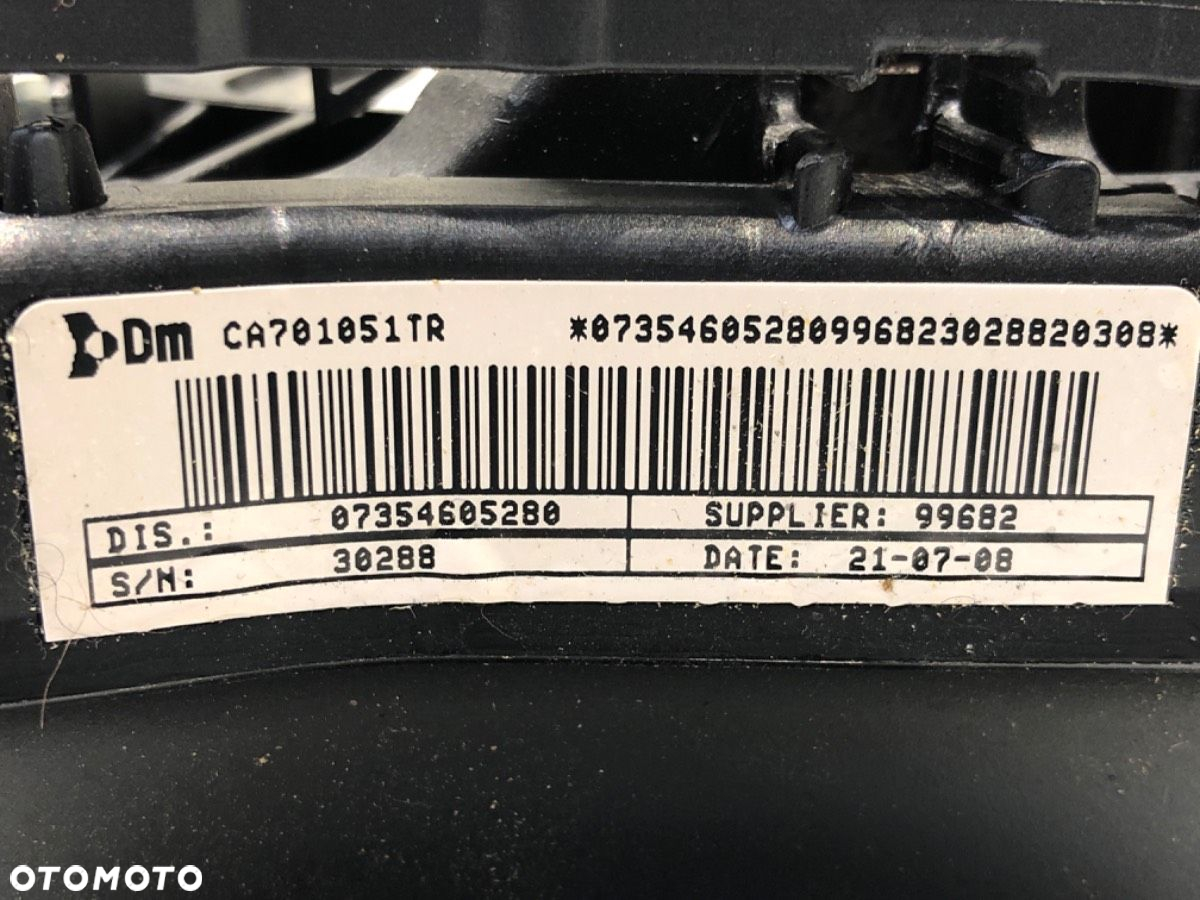 Dm CA701051TR *07354605280996823028820308*
DIS.: 07354605280 SUPPLIER: 99682
S/N: 30288 DATE: 21-07-08
OTOMOTO